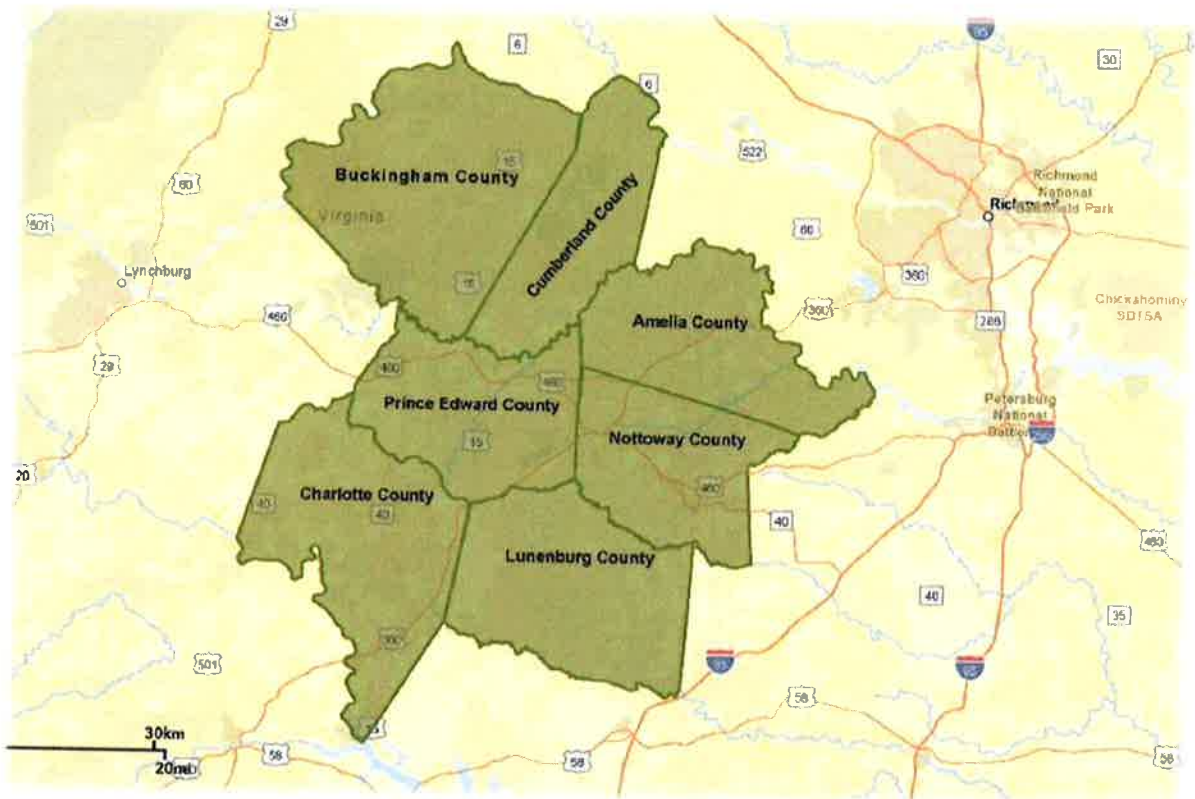 29
6
95
30
6
522
Buckingham County
15
Cumberland County
Richmond
National
Battlefield Park
Richmond
Virginia
60
501
60
Lynchburg
15
360
460
Amelia County
360
288
Chickahominy
SDTSA
29
460
460
Prince Edward County
Petersburg
National
Nottoway County
15
20
Charlotte County
40
40
460
40
460
Lunenburg County
40
35
360
501
95
58
30km
20mi
58
58
58